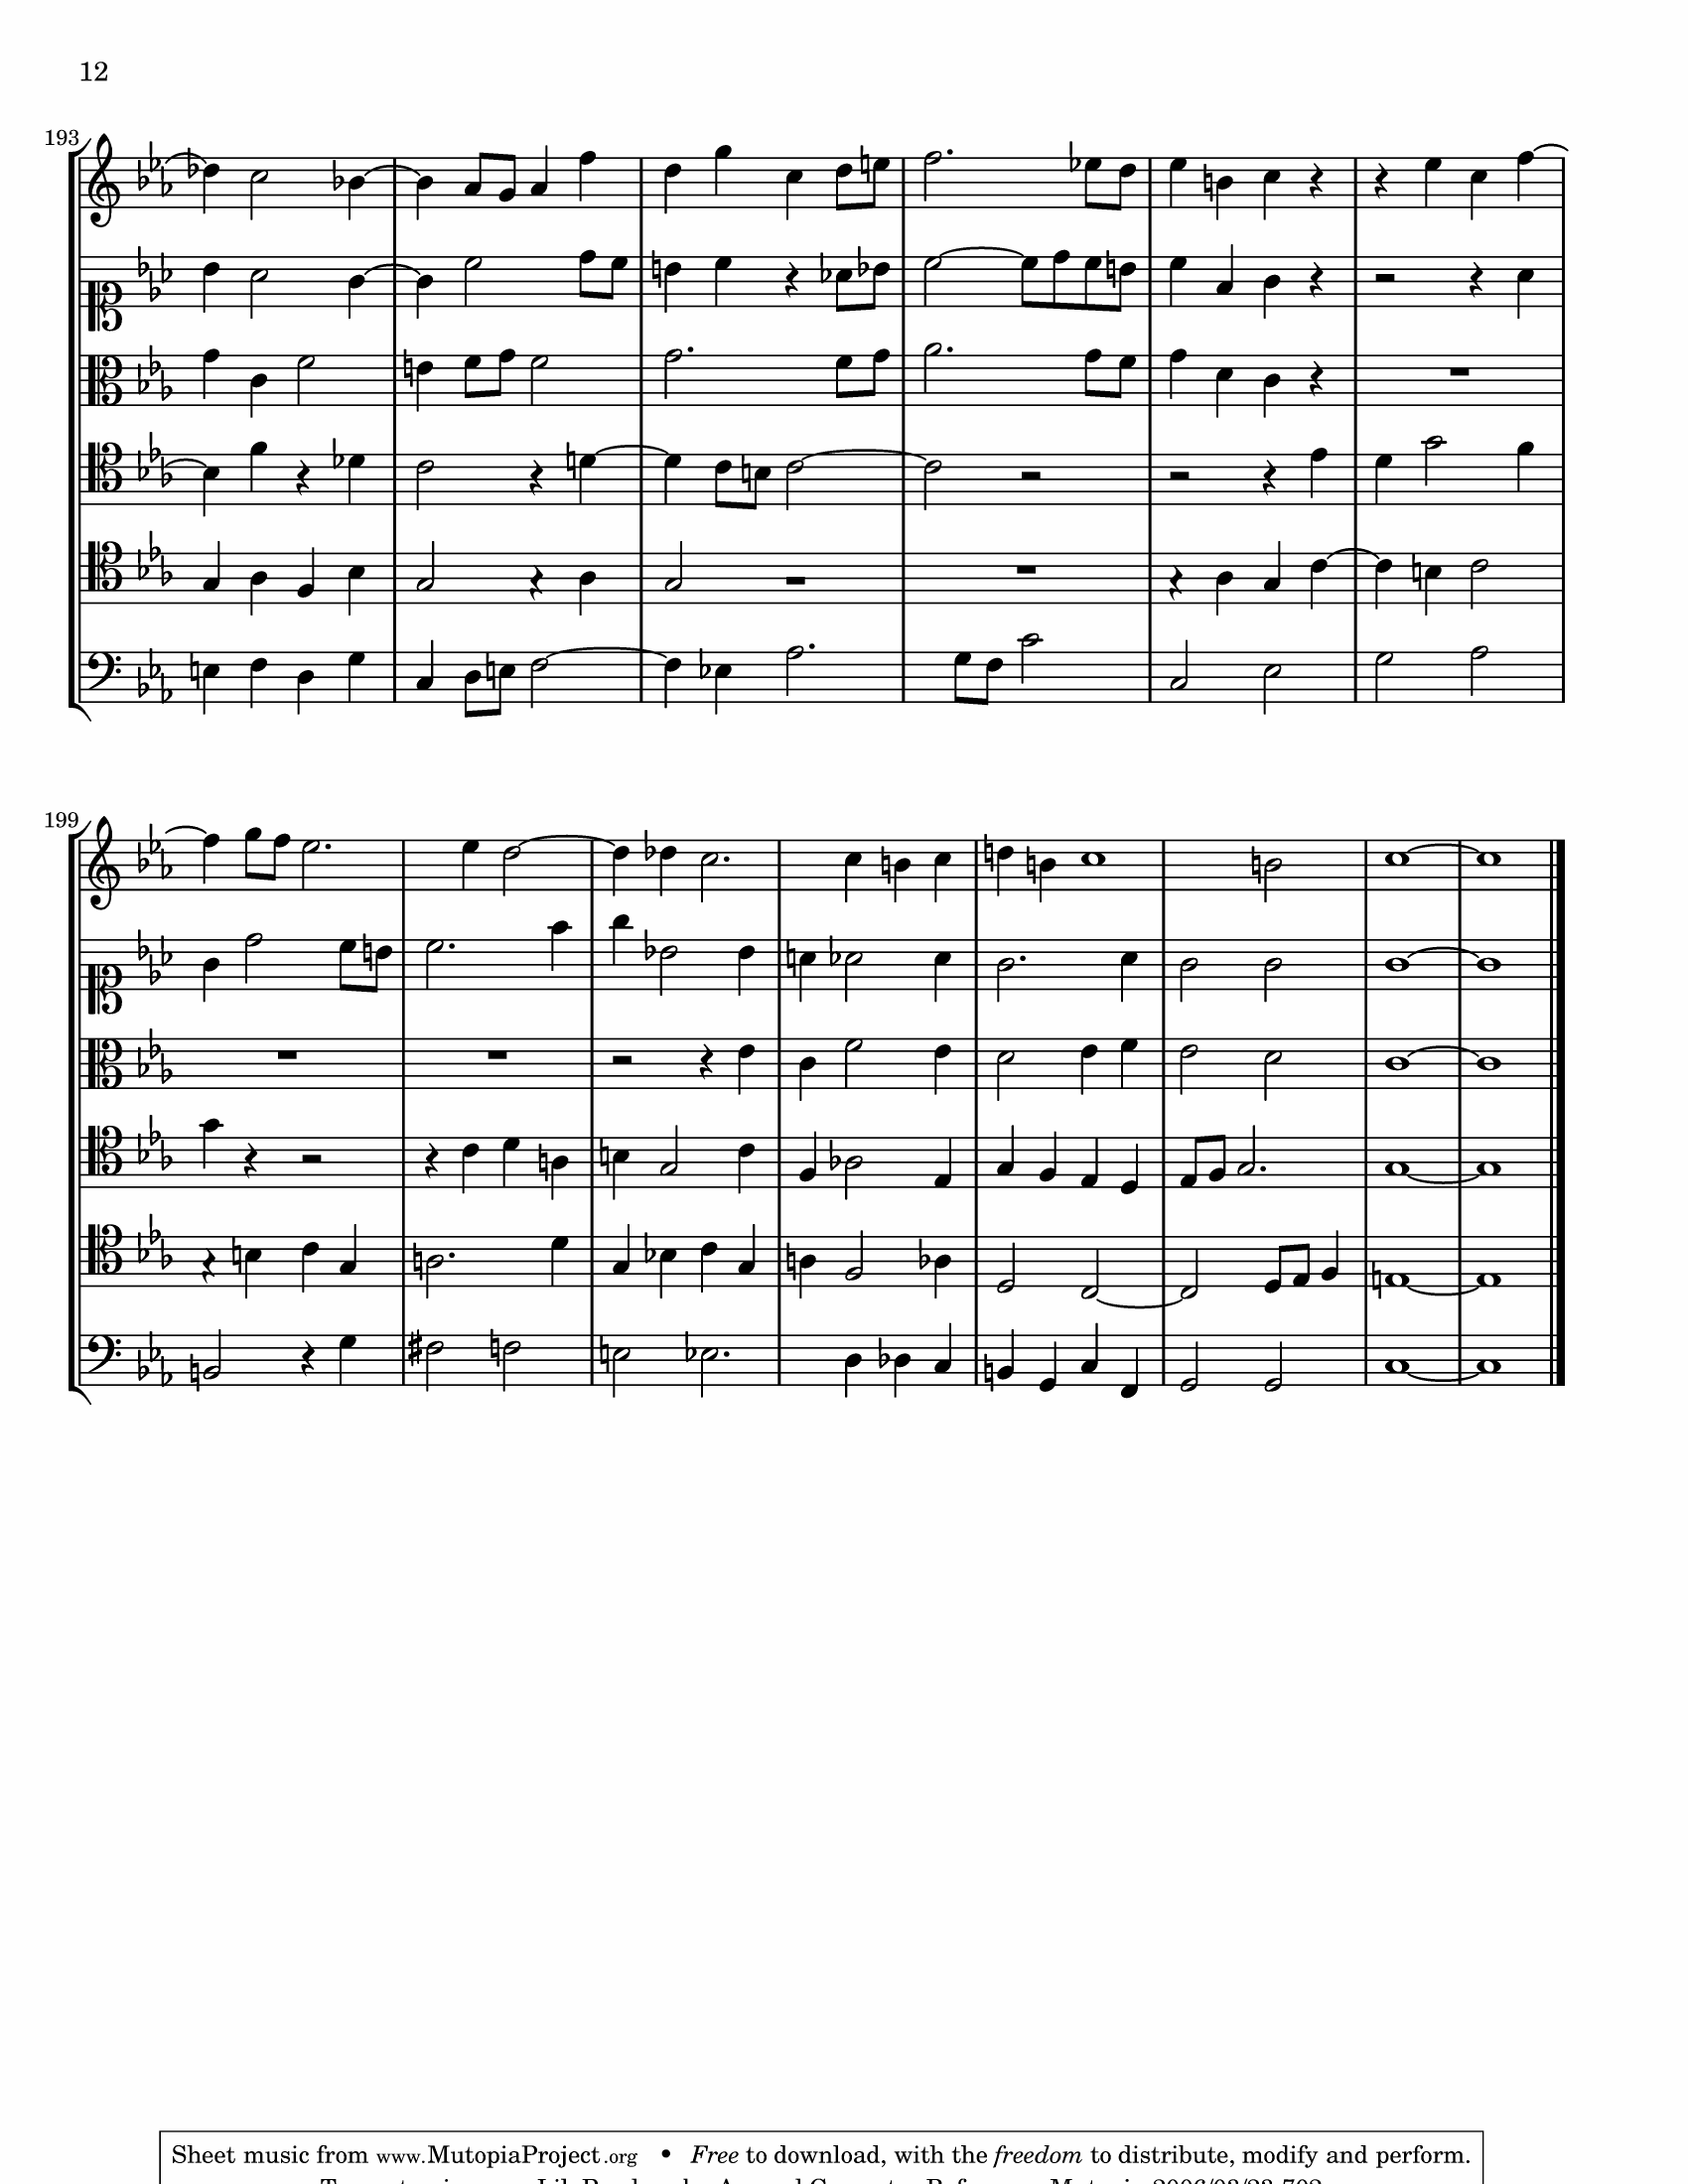 12
193
199
Sheet music from www.MutopiaProject.org • Free to download, with the freedom to distribute, modify and perform.